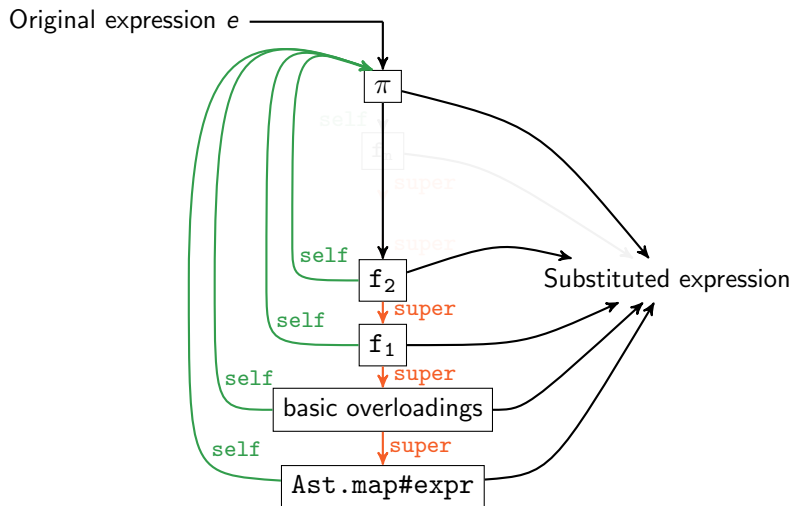 Original expression e
π
self
f_n
super
super
self
f₂
Substituted expression
super
self
f₁
super
self
basic overloadings
super
self
Ast.map#expr